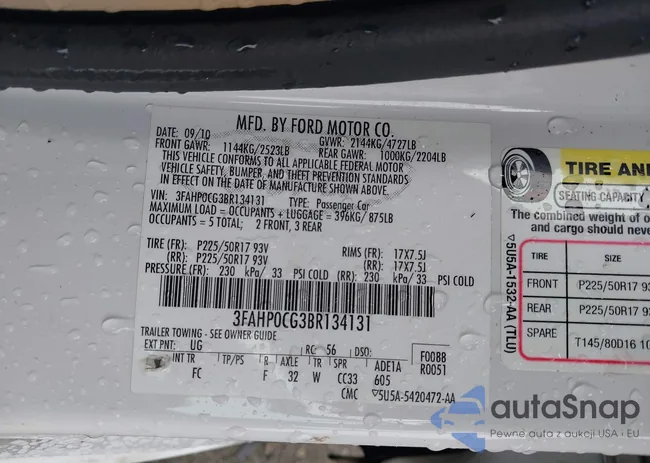 MFD. BY FORD MOTOR CO.
DATE: 09/10 GVWR: 2144KG/4727LB
FRONT GAWR: 1144KG/2523LB REAR GAWR: 1000KG/2204LB
THIS VEHICLE CONFORMS TO ALL APPLICABLE FEDERAL MOTOR
VEHICLE SAFETY, BUMPER, AND THEFT PREVENTION STANDARDS
IN EFFECT ON THE DATE OF MANUFACTURE SHOWN ABOVE.
VIN: 3FAHP0CG3BR134131 TYPE: Passenger Car
MAXIMUM LOAD = OCCUPANTS + LUGGAGE = 396KG/875LB
OCCUPANTS = 5 TOTAL; 2 FRONT, 3 REAR
TIRE (FR): P225/50R17 93V RIMS (FR): 17X7.5J
(RR): P225/50R17 93V (RR): 17X7.5J
PRESSURE (FR): 230 kPa/ 33 PSI COLD (RR): 230 kPa/ 33 PSI COLD
3FAHP0CG3BR134131
TRAILER TOWING - SEE OWNER GUIDE
EXT PNT: UG RC: 56 DSO: F00BB
R0051
INT TR TP/PS R AXLE TR SPR ADE1A
FC F 32 W CC33 605
CMC ▽5U5A-5420472-AA
TIRE AND
SEATING CAPACITY
The combined weight of o
and cargo should neve
▽5U5A-1532-AA (TLU)
TIRE SIZE
FRONT P225/50R17 93
REAR P225/50R17 93
SPARE T145/80D16 10
autoSnap
Pewne auta z aukcji USA i EU